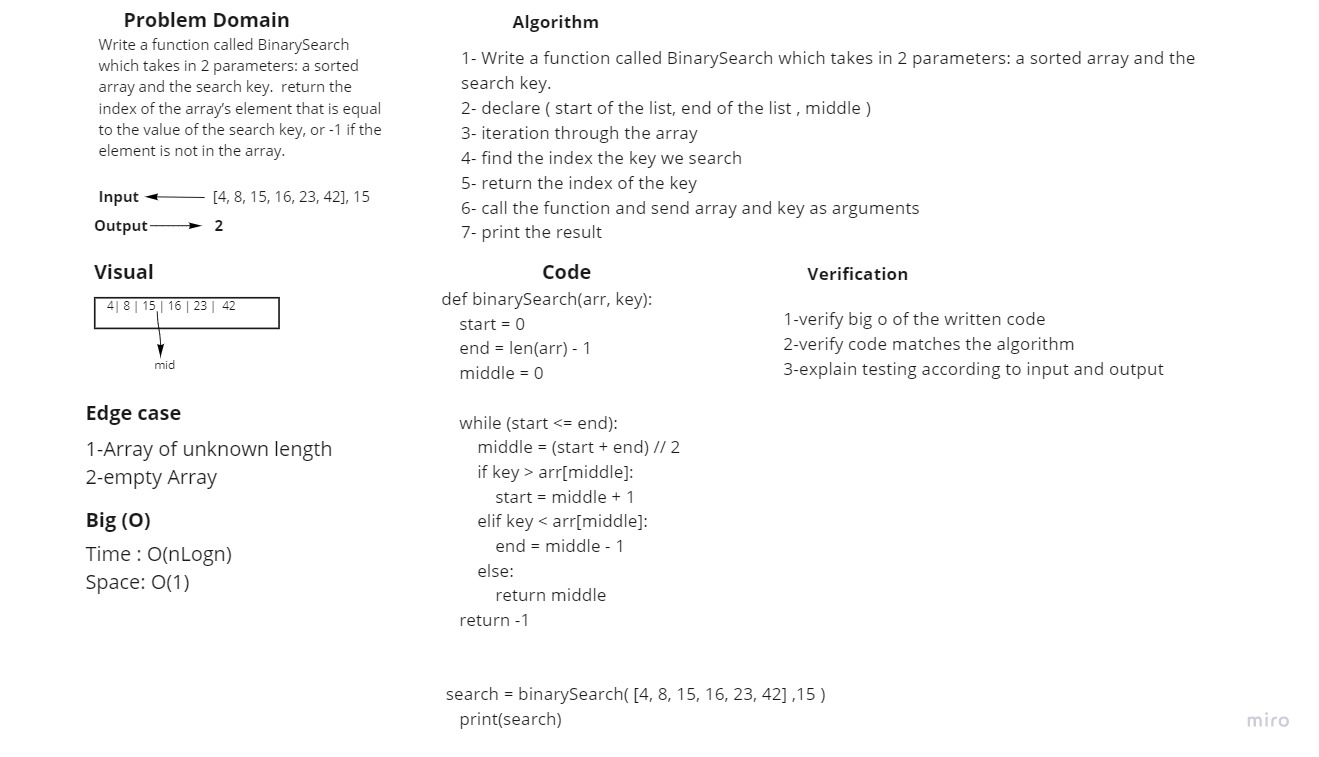 Problem Domain
Write a function called BinarySearch
which takes in 2 parameters: a sorted
array and the search key.  return the
index of the array’s element that is equal
to the value of the search key, or -1 if the
element is not in the array.
Input [4, 8, 15, 16, 23, 42], 15
Output 2
Visual
4| 8 | 15 | 16 | 23 |  42
mid
Edge case
1-Array of unknown length
2-empty Array
Big (O)
Time : O(nLogn)
Space: O(1)
Algorithm
1- Write a function called BinarySearch which takes in 2 parameters: a sorted array and the
search key.
2- declare ( start of the list, end of the list , middle )
3- iteration through the array
4- find the index the key we search
5- return the index of the key
6- call the function and send array and key as arguments
7- print the result
Code
def binarySearch(arr, key):
    start = 0
    end = len(arr) - 1
    middle = 0
    while (start <= end):
        middle = (start + end) // 2
        if key > arr[middle]:
            start = middle + 1
        elif key < arr[middle]:
            end = middle - 1
        else:
            return middle
    return -1
search = binarySearch( [4, 8, 15, 16, 23, 42] ,15 )
    print(search)
Verification
1-verify big o of the written code
2-verify code matches the algorithm
3-explain testing according to input and output
miro